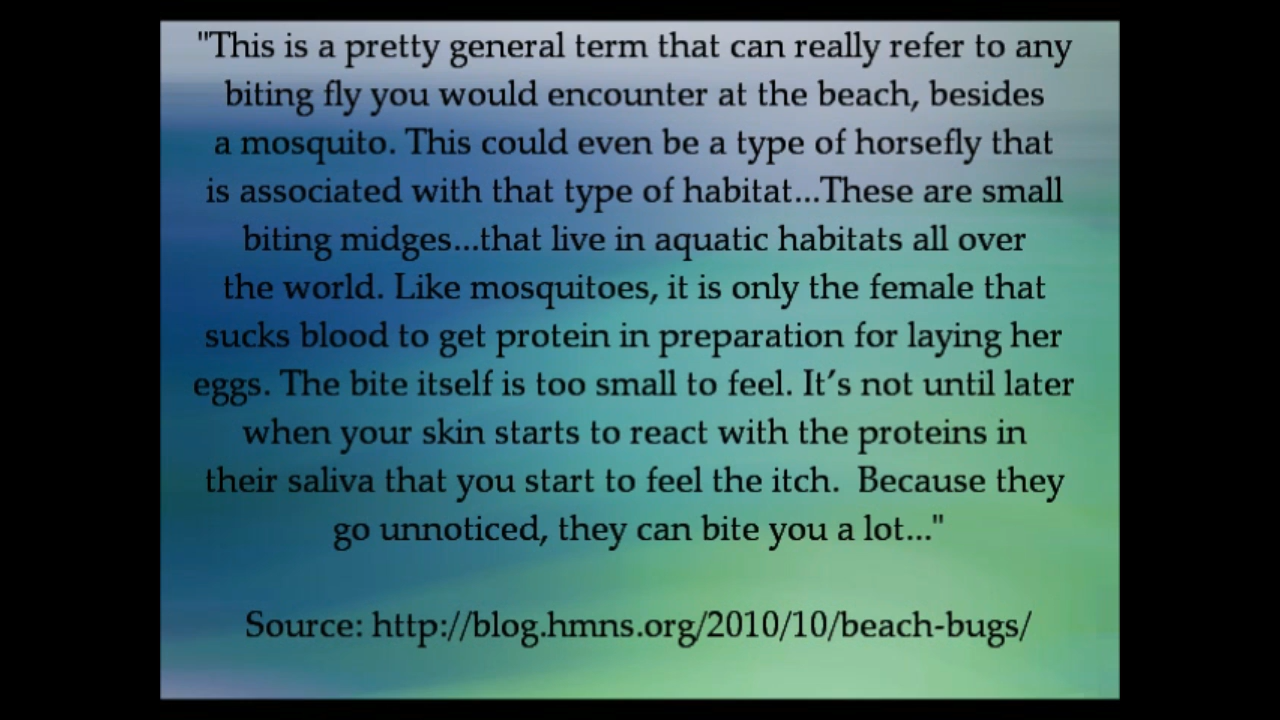 "This is a pretty general term that can really refer to any
biting fly you would encounter at the beach, besides
a mosquito. This could even be a type of horsefly that
is associated with that type of habitat...These are small
biting midges...that live in aquatic habitats all over
the world. Like mosquitoes, it is only the female that
sucks blood to get protein in preparation for laying her
eggs. The bite itself is too small to feel. It’s not until later
when your skin starts to react with the proteins in
their saliva that you start to feel the itch.  Because they
go unnoticed, they can bite you a lot..."
Source: http://blog.hmns.org/2010/10/beach-bugs/